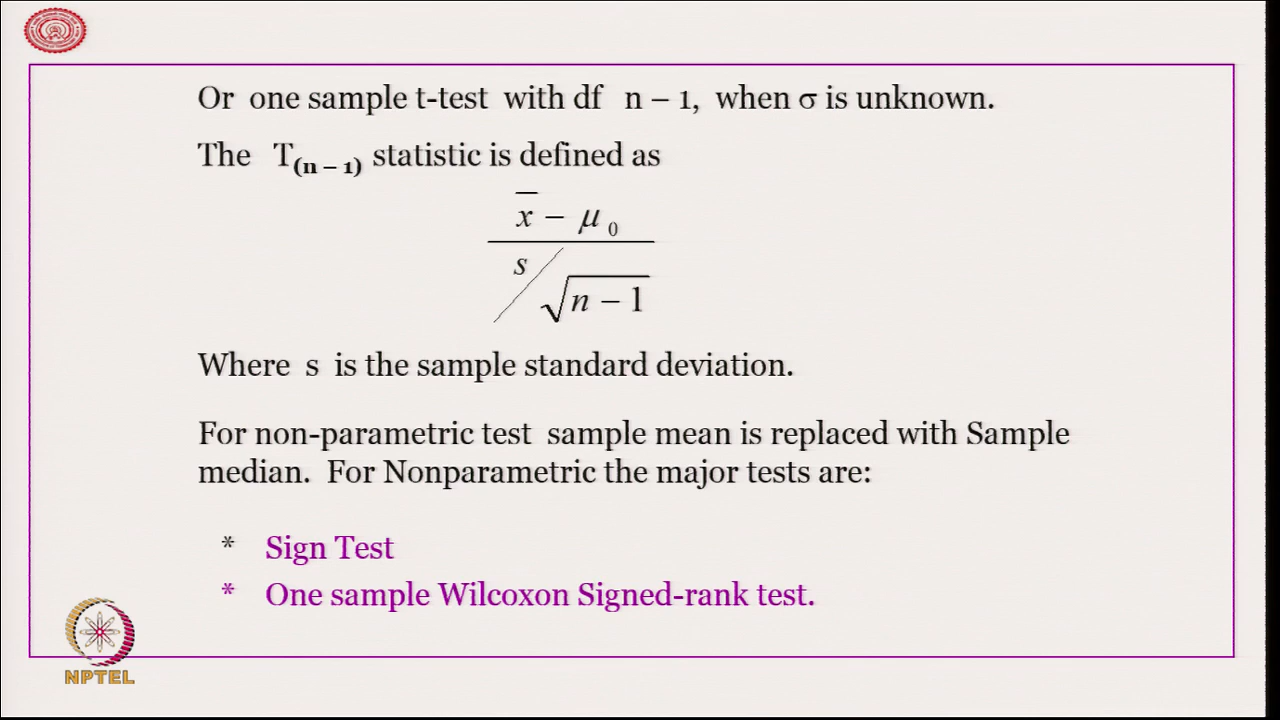 Or one sample t-test with df n – 1, when σ is unknown.
The T(n – 1) statistic is defined as
x̅ − μ0
s / √n − 1
Where s is the sample standard deviation.
For non-parametric test sample mean is replaced with Sample
median. For Nonparametric the major tests are:
* Sign Test
* One sample Wilcoxon Signed-rank test.
NPTEL